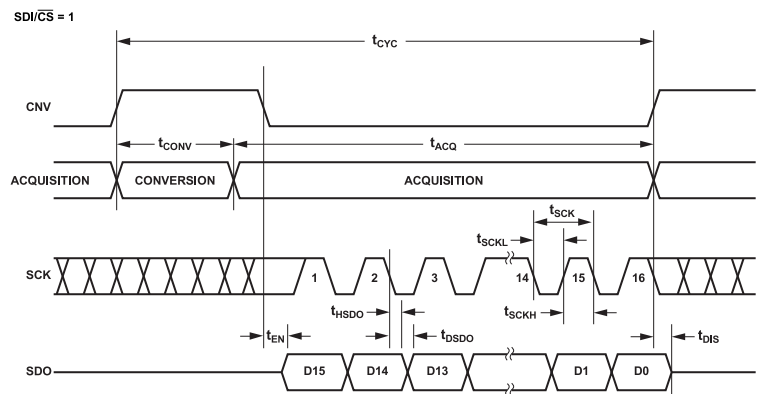 SDI/CS = 1
tCYC
CNV
tCONV
tACQ
ACQUISITION
CONVERSION
ACQUISITION
tSCK
tSCKL
SCK
1
2
3
14
15
16
tHSDO
tSCKH
tEN
tDSDO
tDIS
SDO
D15
D14
D13
D1
D0